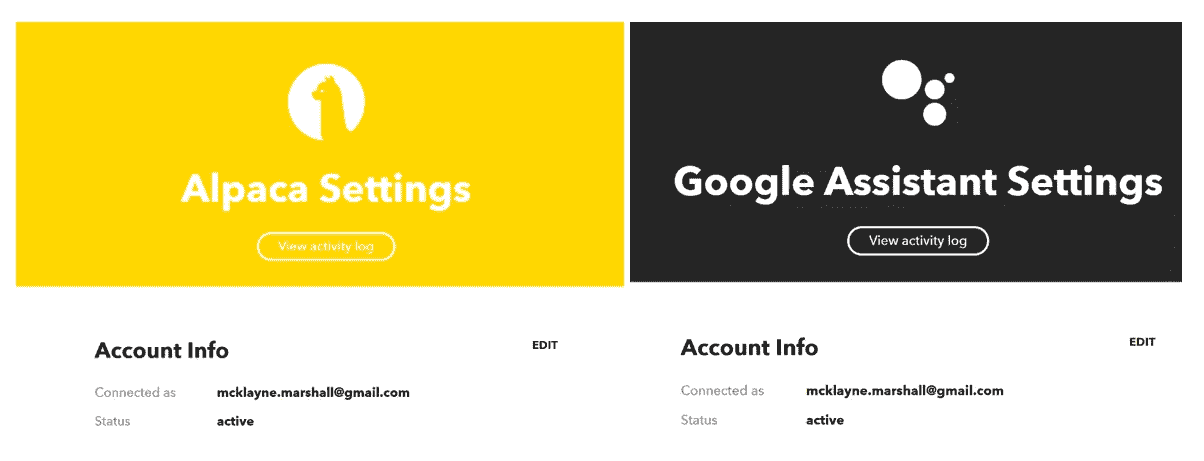 Alpaca Settings
View activity log
Account Info
EDIT
Connected as mcklayne.marshall@gmail.com
Status active
Google Assistant Settings
View activity log
Account Info
EDIT
Connected as mcklayne.marshall@gmail.com
Status active